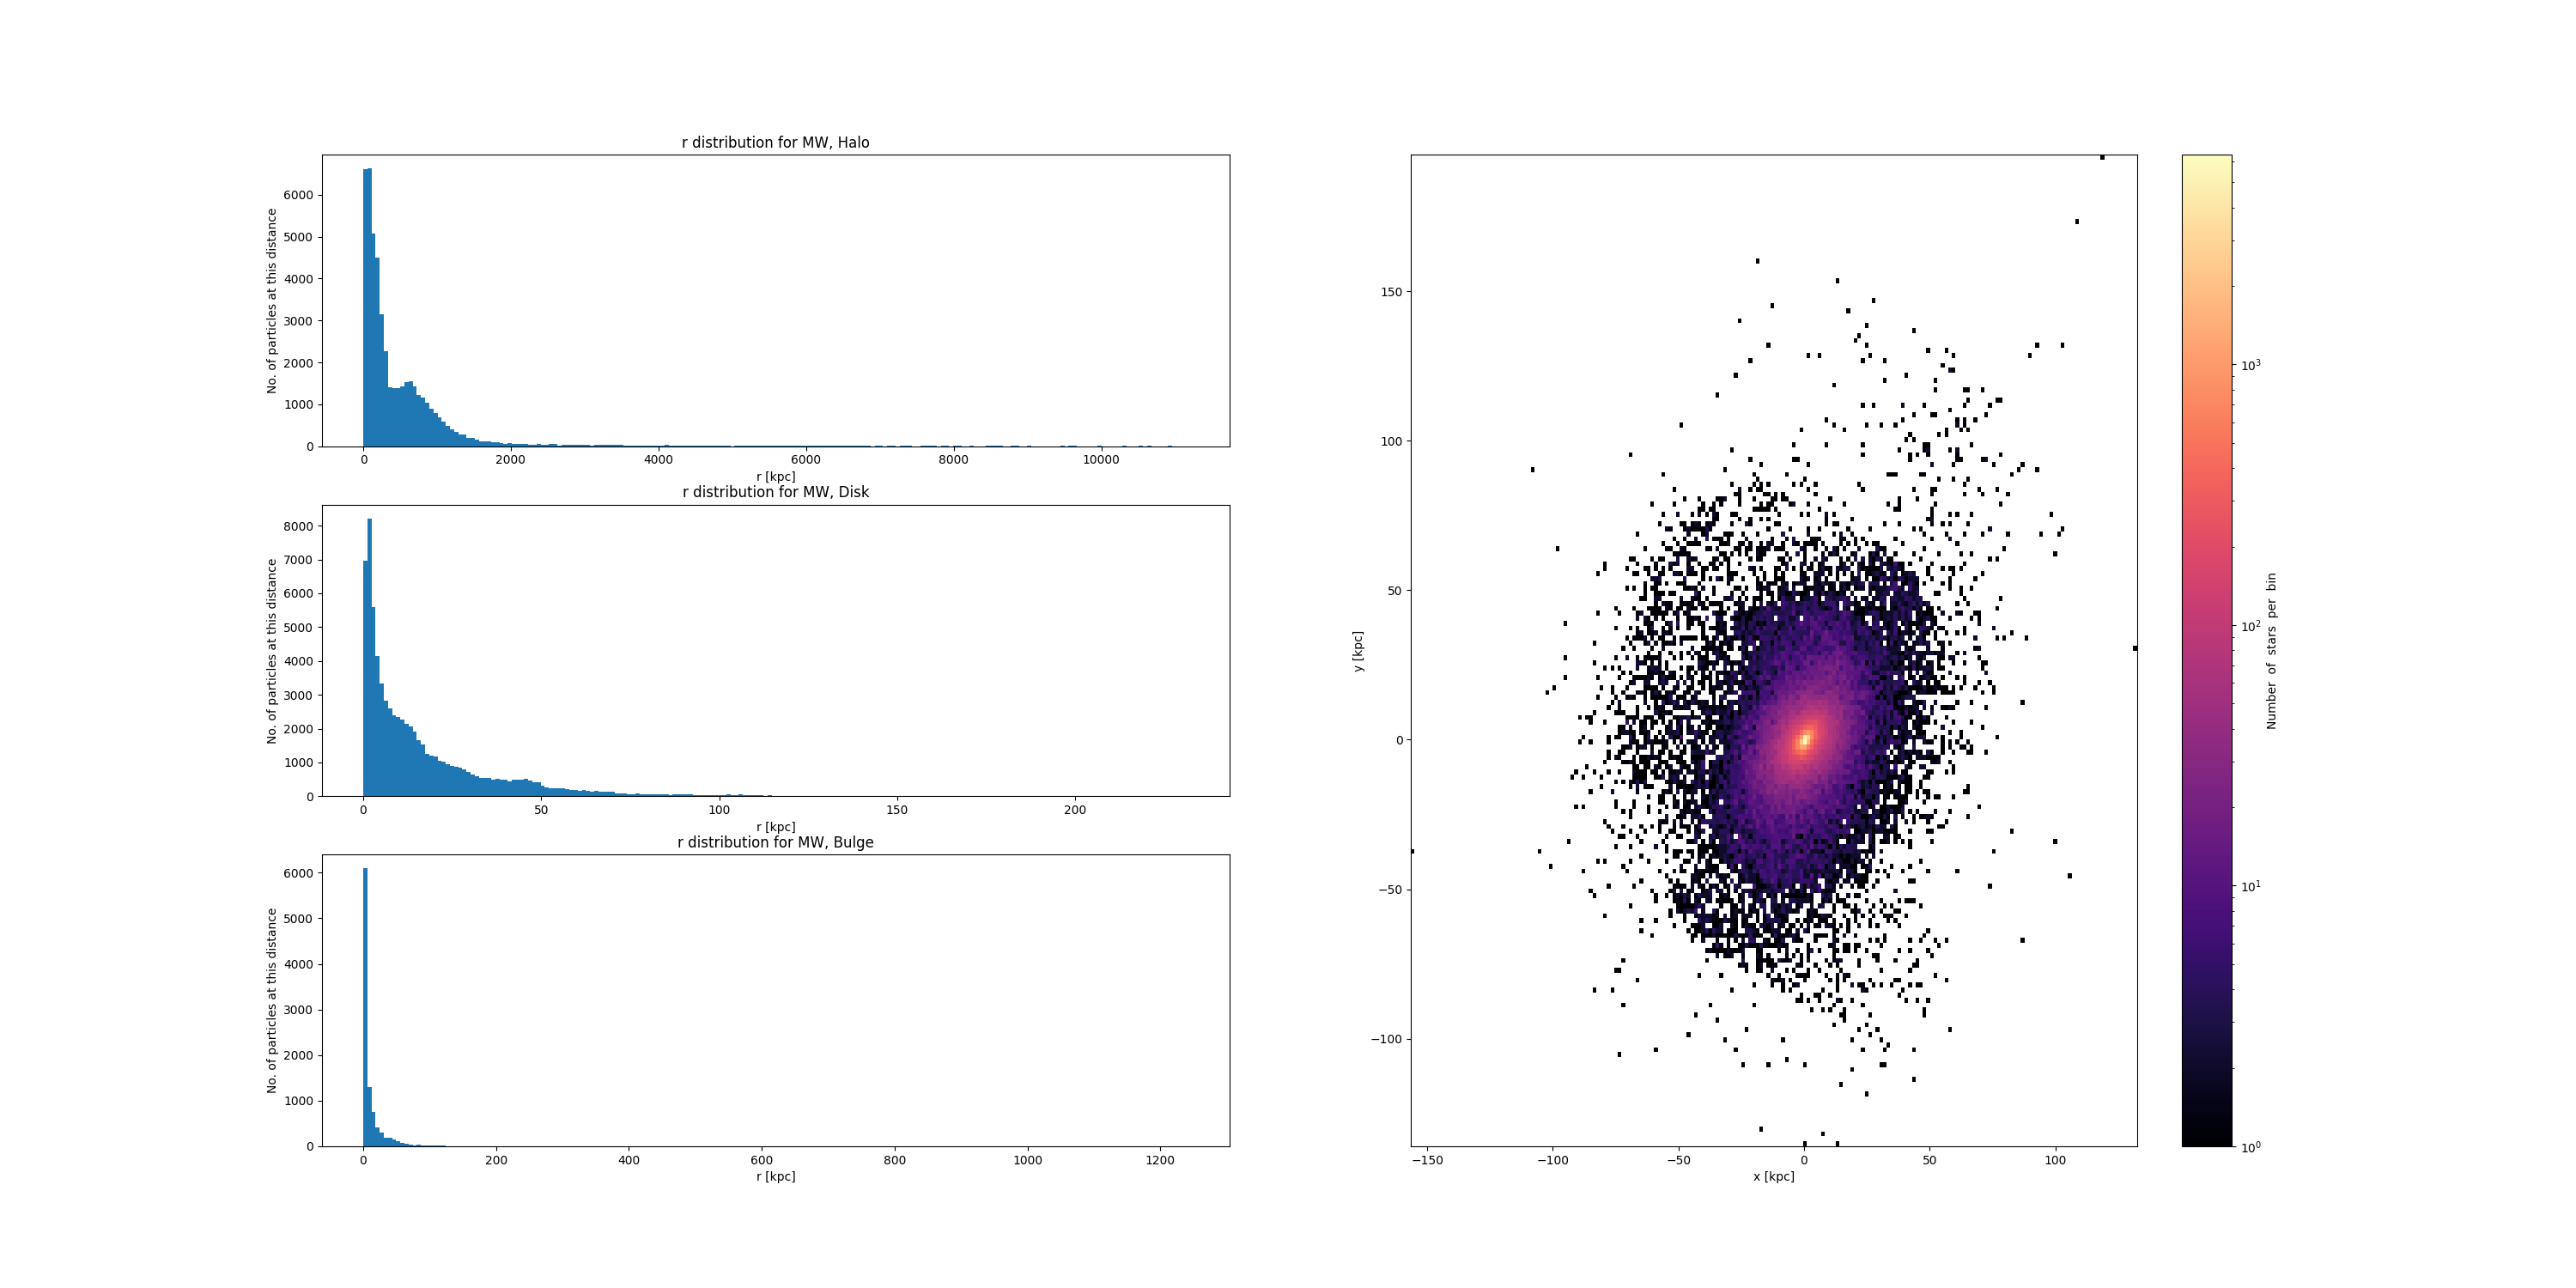 r distribution for MW, Halo
No. of particles at this distance
6000
5000
4000
3000
2000
1000
0
0 2000 4000 6000 8000 10000
r [kpc]
r distribution for MW, Disk
No. of particles at this distance
8000
7000
6000
5000
4000
3000
2000
1000
0
0 50 100 150 200
r [kpc]
r distribution for MW, Bulge
No. of particles at this distance
6000
5000
4000
3000
2000
1000
0
0 200 400 600 800 1000 1200
r [kpc]
y [kpc]
150
100
50
0
−50
−100
−150 −100 −50 0 50 100
x [kpc]
10³
10²
10¹
10⁰
Number of stars per bin